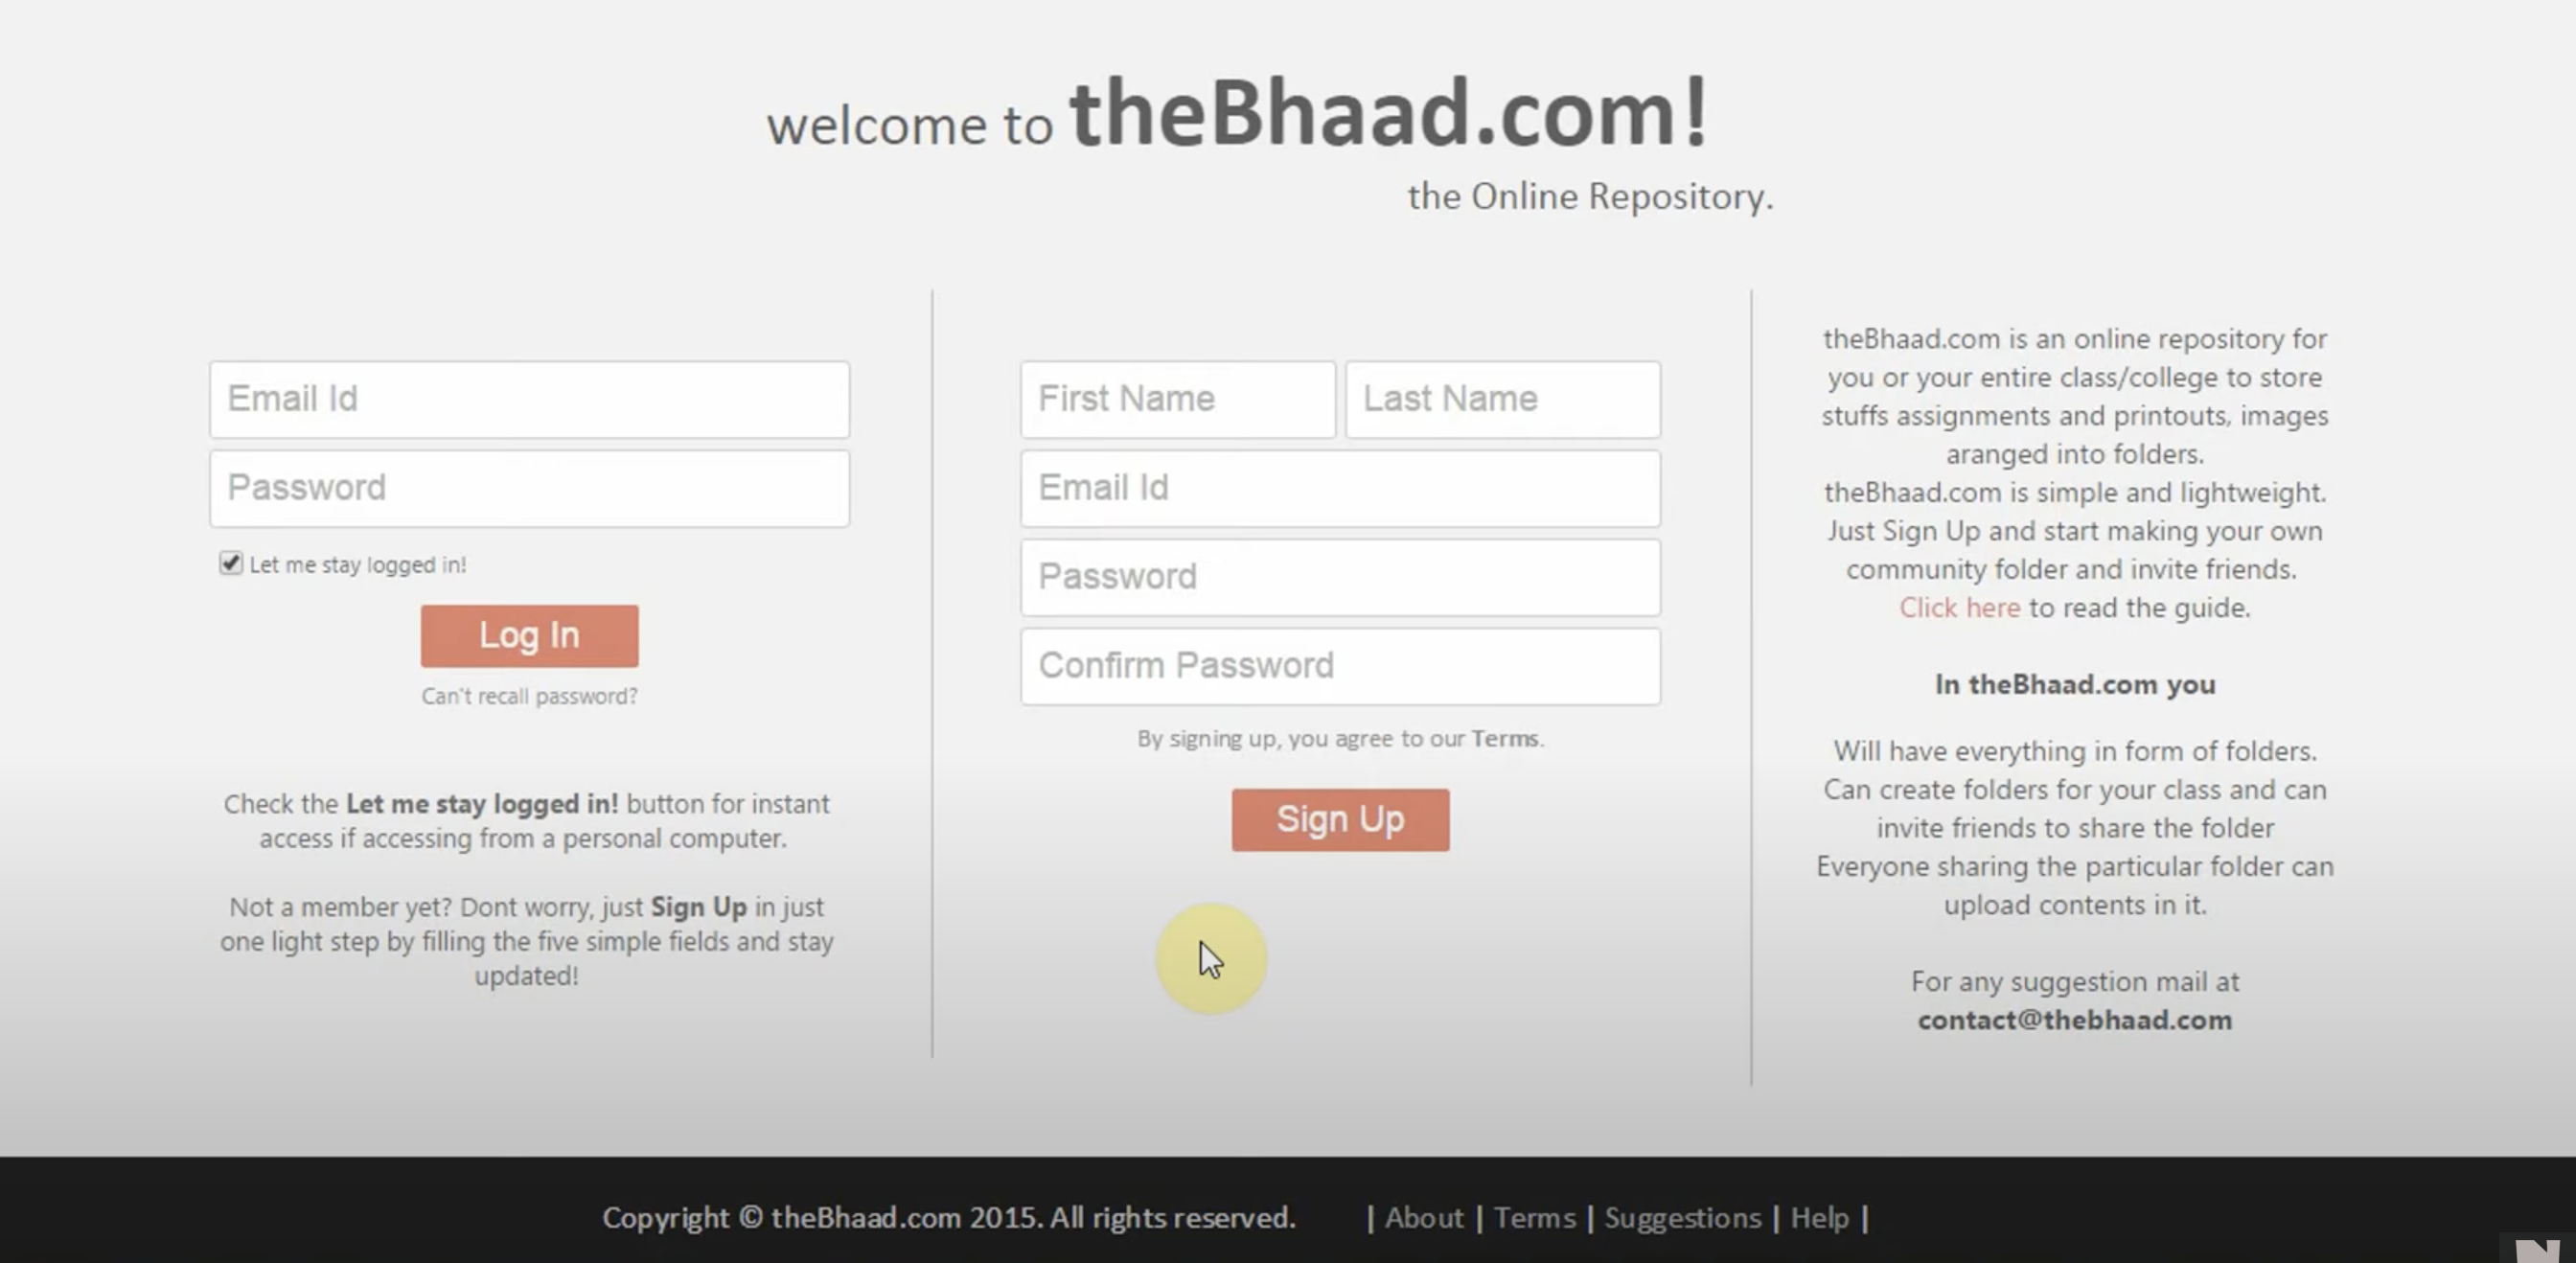 welcome to theBhaad.com!
the Online Repository.
Email Id
Password
Let me stay logged in!
Log In
Can't recall password?
Check the Let me stay logged in! button for instant
access if accessing from a personal computer.
Not a member yet? Dont worry, just Sign Up in just
one light step by filling the five simple fields and stay
updated!
First Name
Last Name
Email Id
Password
Confirm Password
By signing up, you agree to our Terms.
Sign Up
theBhaad.com is an online repository for
you or your entire class/college to store
stuffs assignments and printouts, images
aranged into folders.
theBhaad.com is simple and lightweight.
Just Sign Up and start making your own
community folder and invite friends.
Click here to read the guide.
In theBhaad.com you
Will have everything in form of folders.
Can create folders for your class and can
invite friends to share the folder
Everyone sharing the particular folder can
upload contents in it.
For any suggestion mail at
contact@thebhaad.com
Copyright © theBhaad.com 2015. All rights reserved. | About | Terms | Suggestions | Help |